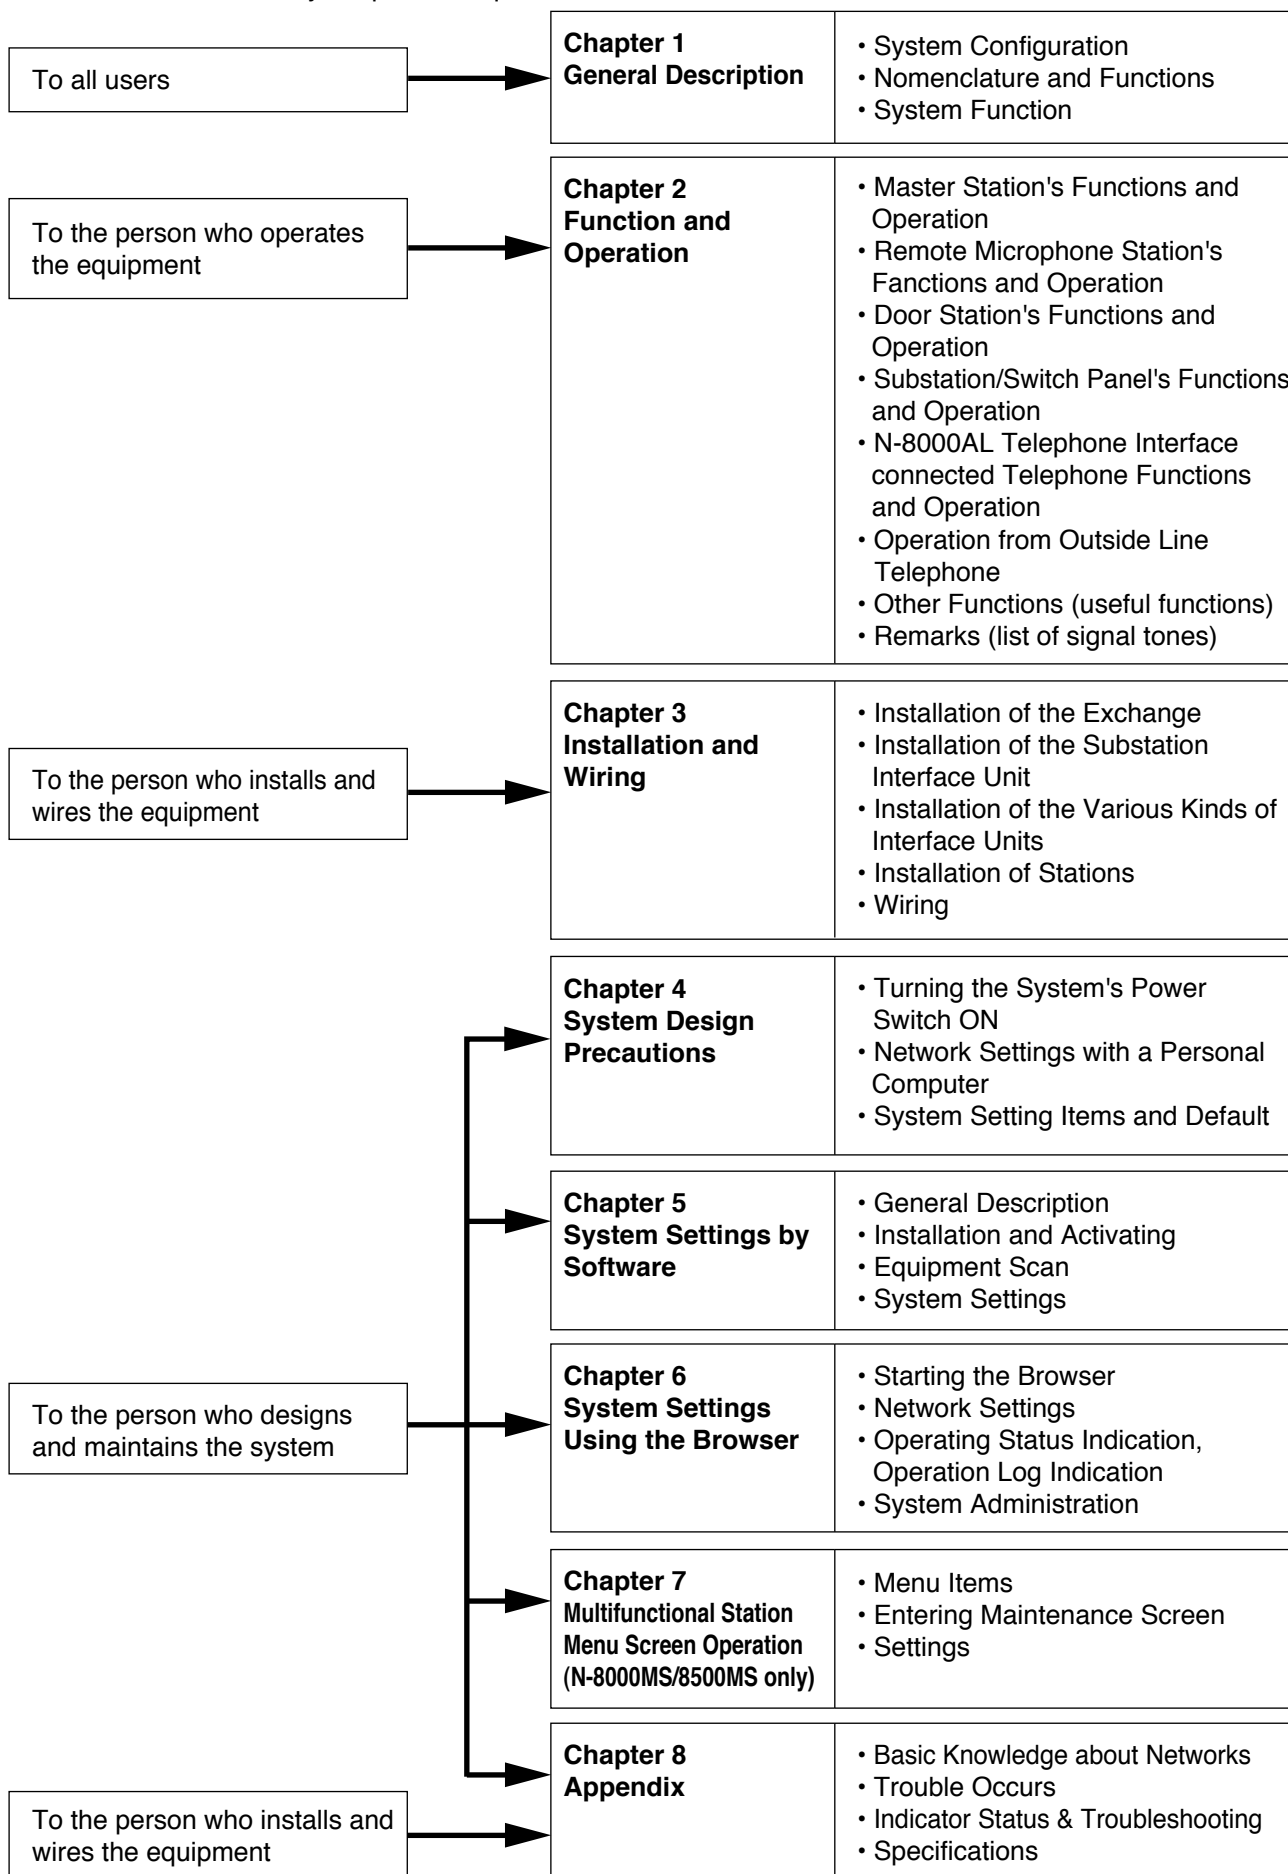 To all users
Chapter 1
General Description
• System Configuration
• Nomenclature and Functions
• System Function
To the person who operates
the equipment
Chapter 2
Function and
Operation
• Master Station's Functions and
Operation
• Remote Microphone Station's
Fanctions and Operation
• Door Station's Functions and
Operation
• Substation/Switch Panel's Functions
and Operation
• N-8000AL Telephone Interface
connected Telephone Functions
and Operation
• Operation from Outside Line
Telephone
• Other Functions (useful functions)
• Remarks (list of signal tones)
To the person who installs and
wires the equipment
Chapter 3
Installation and
Wiring
• Installation of the Exchange
• Installation of the Substation
Interface Unit
• Installation of the Various Kinds of
Interface Units
• Installation of Stations
• Wiring
To the person who designs
and maintains the system
Chapter 4
System Design
Precautions
• Turning the System's Power
Switch ON
• Network Settings with a Personal
Computer
• System Setting Items and Default
Chapter 5
System Settings by
Software
• General Description
• Installation and Activating
• Equipment Scan
• System Settings
Chapter 6
System Settings
Using the Browser
• Starting the Browser
• Network Settings
• Operating Status Indication,
Operation Log Indication
• System Administration
Chapter 7
Multifunctional Station
Menu Screen Operation
(N-8000MS/8500MS only)
• Menu Items
• Entering Maintenance Screen
• Settings
To the person who installs and
wires the equipment
Chapter 8
Appendix
• Basic Knowledge about Networks
• Trouble Occurs
• Indicator Status & Troubleshooting
• Specifications